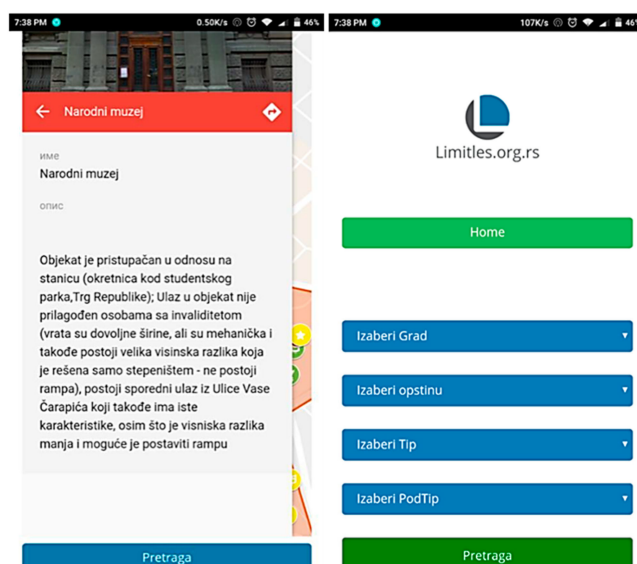 7:38 PM 0.50K/s 46%
Narodni muzej
име
Narodni muzej
опис
Objekat je pristupačan u odnosu na
stanicu (okretnica kod studentskog
parka,Trg Republike); Ulaz u objekat nije
prilagođen osobama sa invaliditetom
(vrata su dovoljne širine, ali su mehanička i
takođe postoji velika visinska razlika koja
je rešena samo stepeništem - ne postoji
rampa), postoji sporedni ulaz iz Ulice Vase
Čarapića koji takođe ima iste
karakteristike, osim što je visniska razlika
manja i moguće je postaviti rampu
Pretraga
7:38 PM 107K/s 46%
Limitles.org.rs
Home
Izaberi Grad
Izaberi opstinu
Izaberi Tip
Izaberi PodTip
Pretraga